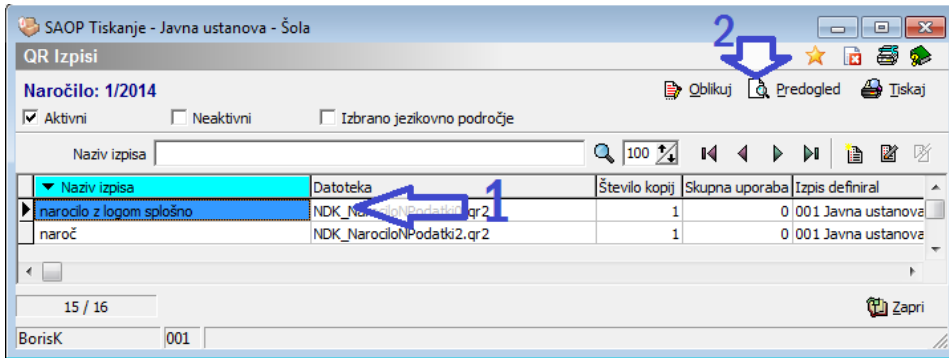 SAOP Tiskanje - Javna ustanova - Šola
2
QR Izpisi
Naročilo: 1/2014
Oblikuj Predogled Tiskaj
Aktivni Neaktivni Izbrano jezikovno področje
Naziv izpisa 100
Naziv izpisa Datoteka Število kopij Skupna uporaba Izpis definiral
narocilo z logom splošno 1 1 0 001 Javna ustanova
naroč NDK_NarociloNPodatki2.qr2 1 0 001 Javna ustanova
15 / 16
Zapri
BorisK 001